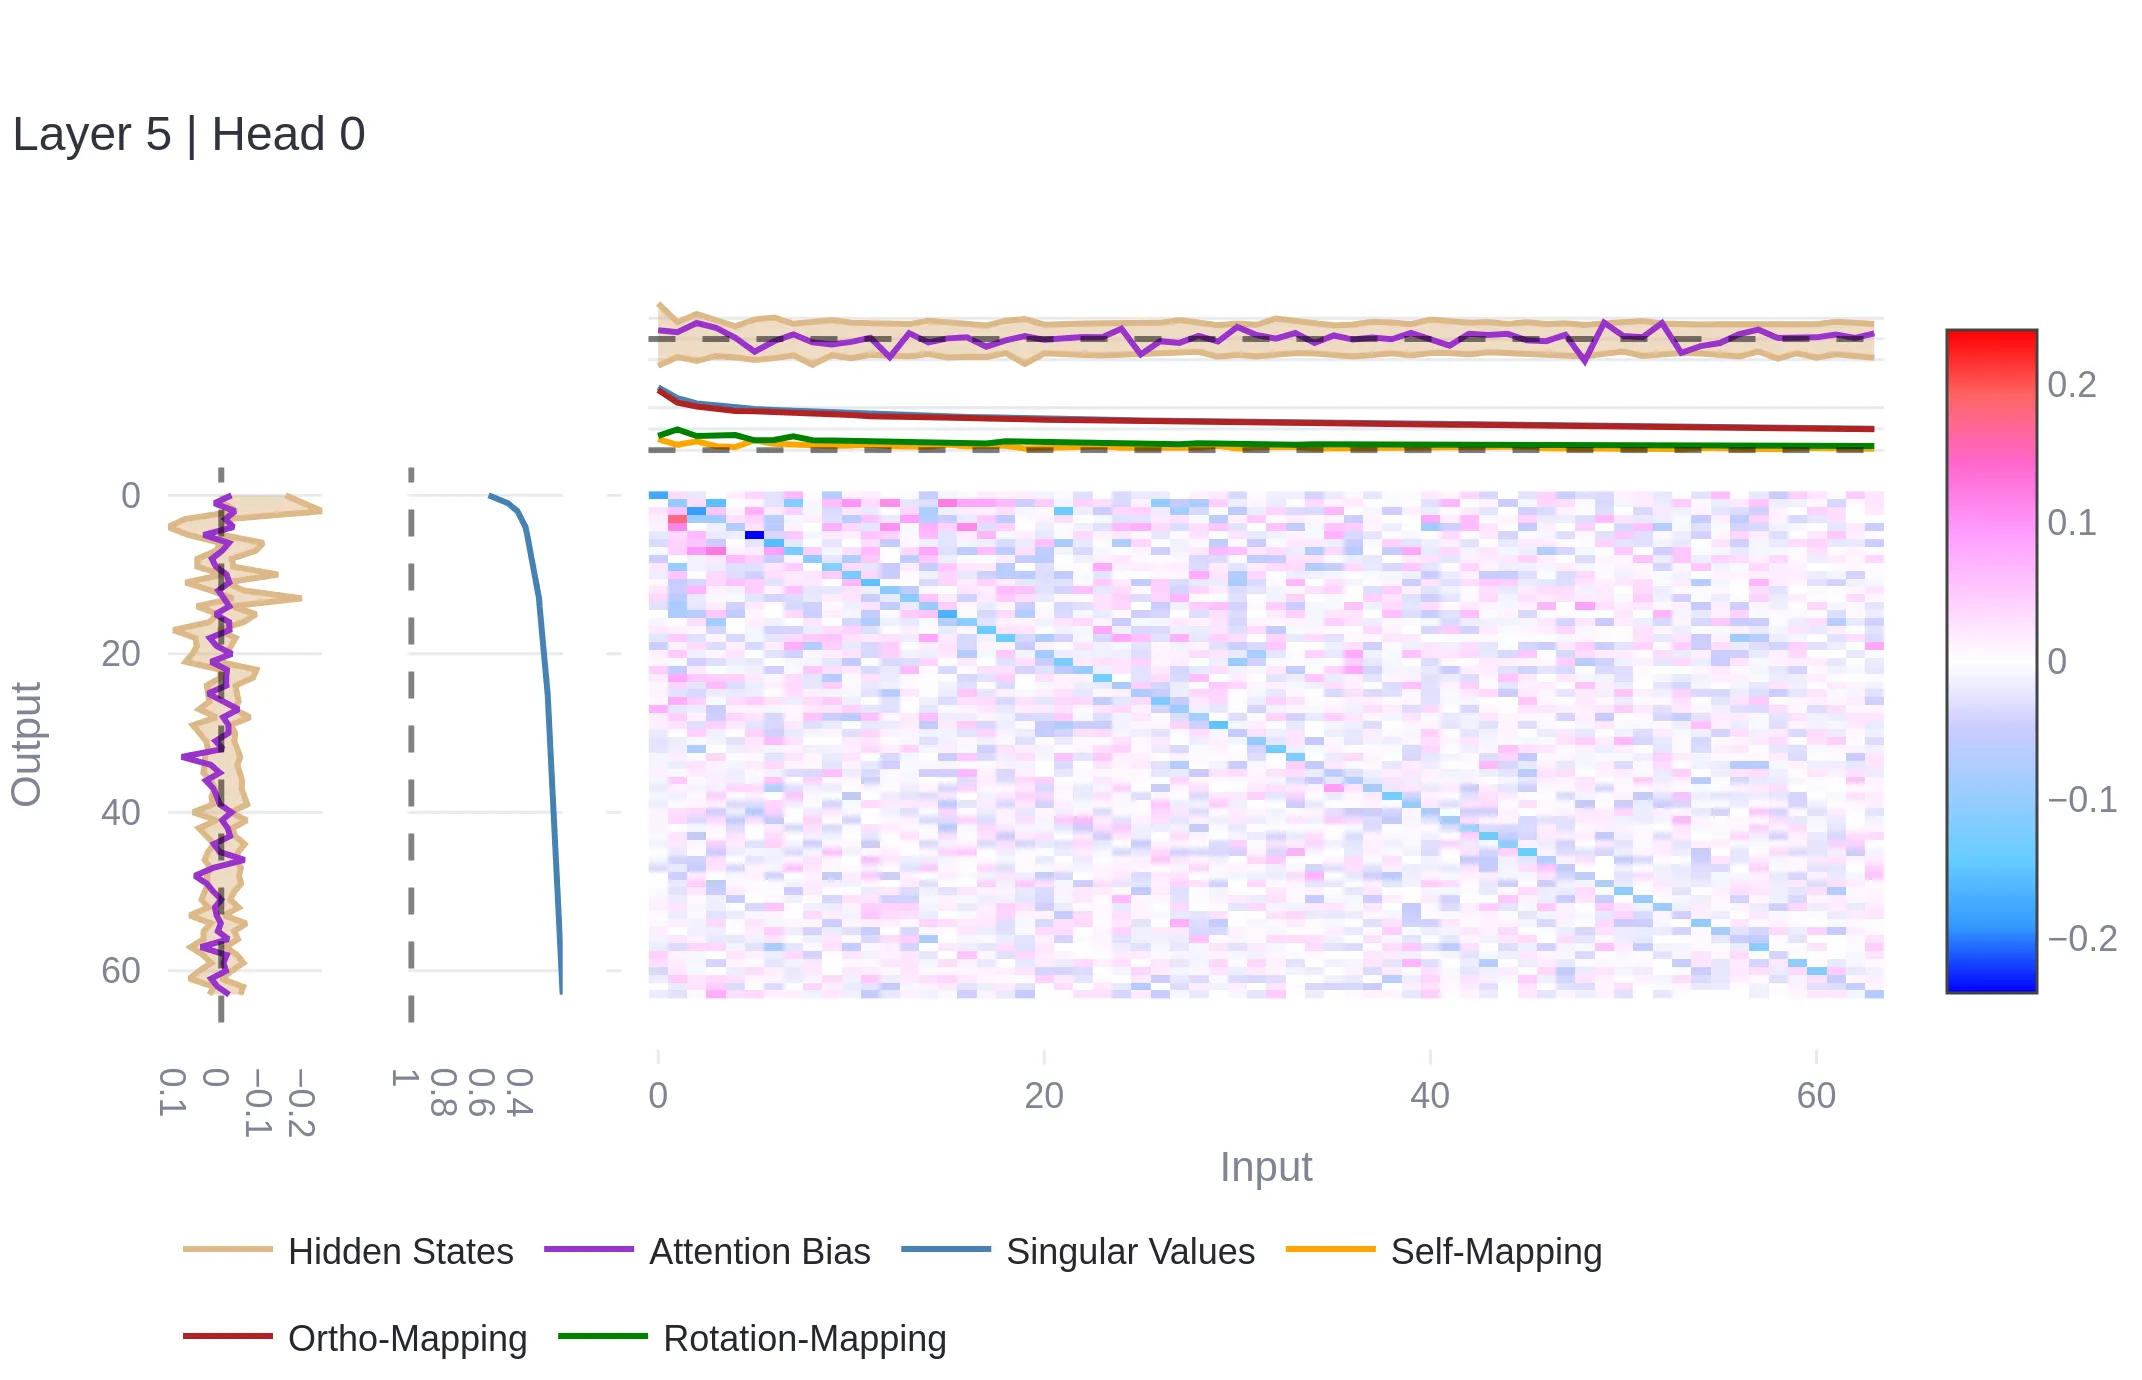 Layer 5 | Head 0
0
20
40
60
Output
0.1
0
−0.1
−0.2
1
0.8
0.6
0.4
0
20
40
60
Input
0.2
0.1
0
−0.1
−0.2
Hidden States
Attention Bias
Singular Values
Self-Mapping
Ortho-Mapping
Rotation-Mapping